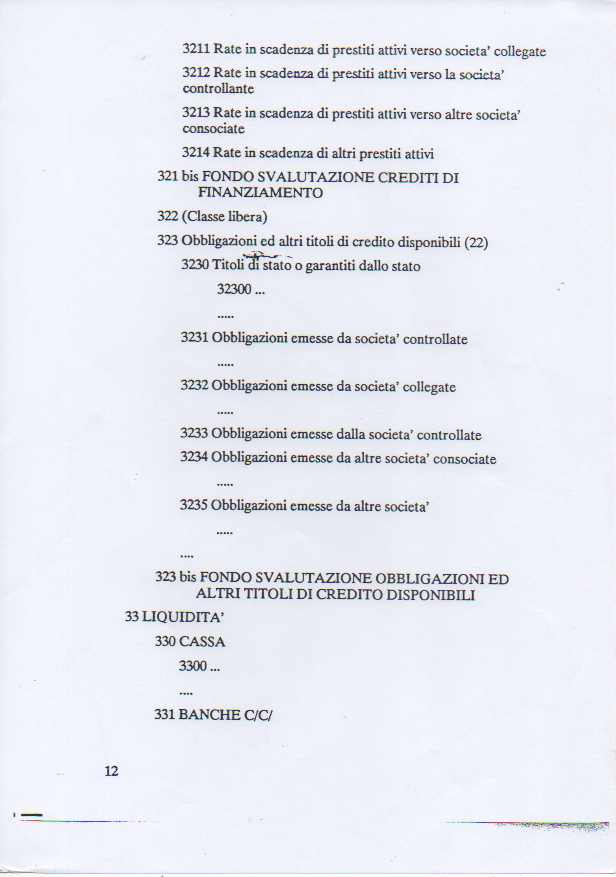 3211 Rate in scadenza di prestiti attivi verso societa' collegate
3212 Rate in scadenza di prestiti attivi verso la societa'
controllante
3213 Rate in scadenza di prestiti attivi verso altre societa'
consociate
3214 Rate in scadenza di altri prestiti attivi
321 bis FONDO SVALUTAZIONE CREDITI DI
FINANZIAMENTO
322 (Classe libera)
323 Obbligazioni ed altri titoli di credito disponibili (22)
3230 Titoli di stato o garantiti dallo stato
32300 ...
.....
3231 Obbligazioni emesse da societa' controllate
.....
3232 Obbligazioni emesse da societa' collegate
.....
3233 Obbligazioni emesse dalla societa' controllate
3234 Obbligazioni emesse da altre societa' consociate
.....
3235 Obbligazioni emesse da altre societa'
.....
....
323 bis FONDO SVALUTAZIONE OBBLIGAZIONI ED
ALTRI TITOLI DI CREDITO DISPONIBILI
33 LIQUIDITA'
330 CASSA
3300 ...
....
331 BANCHE C/C/
12